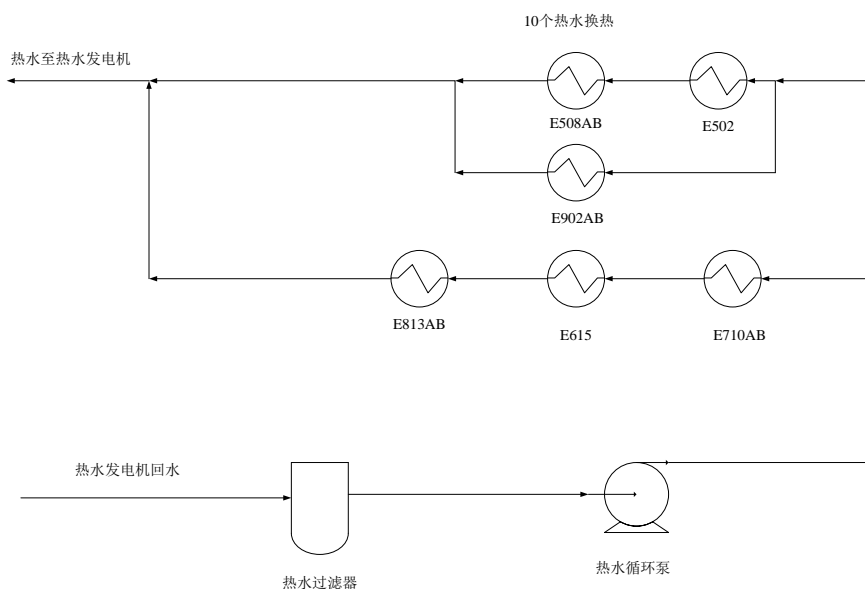 10个热水换热
热水至热水发电机
E508AB
E502
E902AB
E813AB
E615
E710AB
热水发电机回水
热水过滤器
热水循环泵